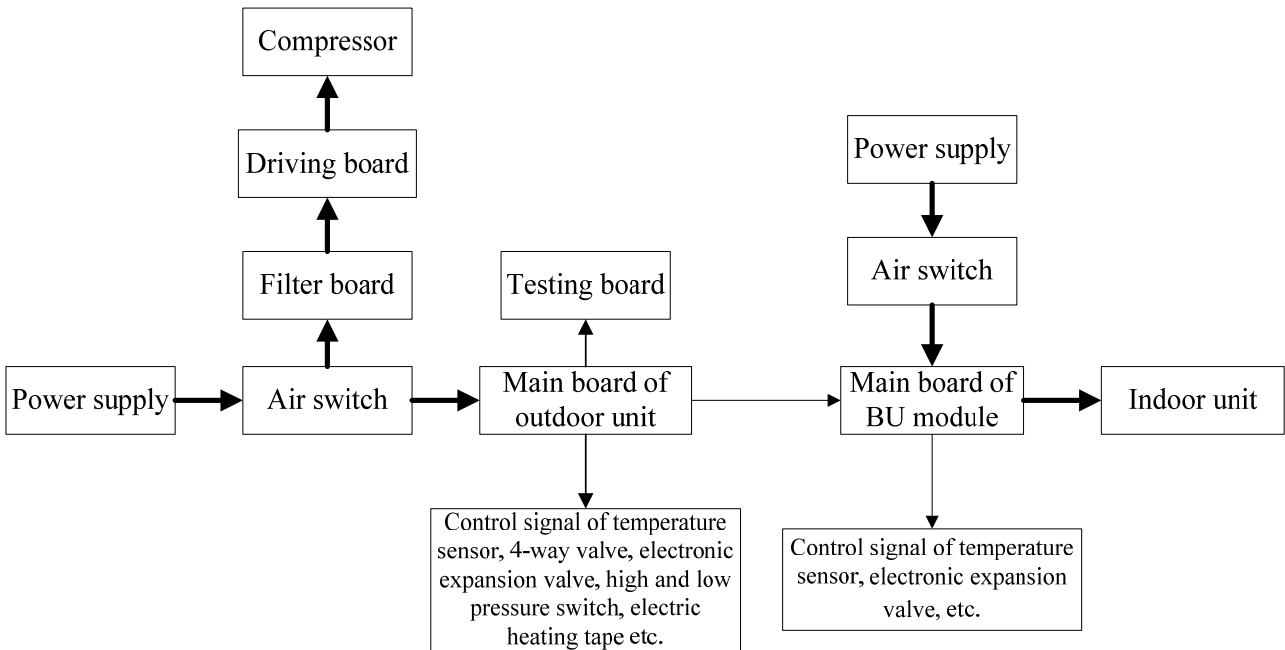 Compressor
Driving board
Power supply
Filter board
Testing board
Air switch
Power supply
Air switch
Main board of
outdoor unit
Main board of
BU module
Indoor unit
Control signal of temperature
sensor, 4-way valve, electronic
expansion valve, high and low
pressure switch, electric
heating tape etc.
Control signal of temperature
sensor, electronic expansion
valve, etc.